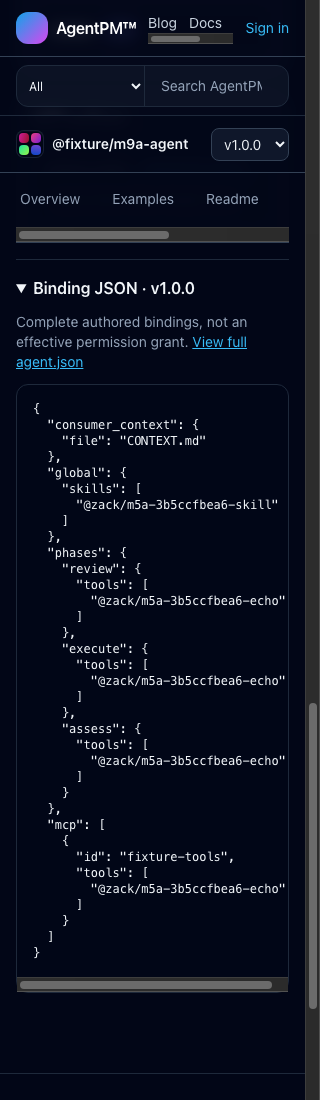 AgentPM™ Blog Docs Sign in
All Search AgentPM
@fixture/m9a-agent v1.0.0
Overview Examples Readme
▼ Binding JSON · v1.0.0
Complete authored bindings, not an
effective permission grant. View full
agent.json
{
  "consumer_context": {
    "file": "CONTEXT.md"
  },
  "global": {
    "skills": [
      "@zack/m5a-3b5ccfbea6-skill"
    ]
  },
  "phases": {
    "review": {
      "tools": [
        "@zack/m5a-3b5ccfbea6-echo"
      ]
    },
    "execute": {
      "tools": [
        "@zack/m5a-3b5ccfbea6-echo"
      ]
    },
    "assess": {
      "tools": [
        "@zack/m5a-3b5ccfbea6-echo"
      ]
    }
  },
  "mcp": [
    {
      "id": "fixture-tools",
      "tools": [
        "@zack/m5a-3b5ccfbea6-echo"
      ]
    }
  ]
}